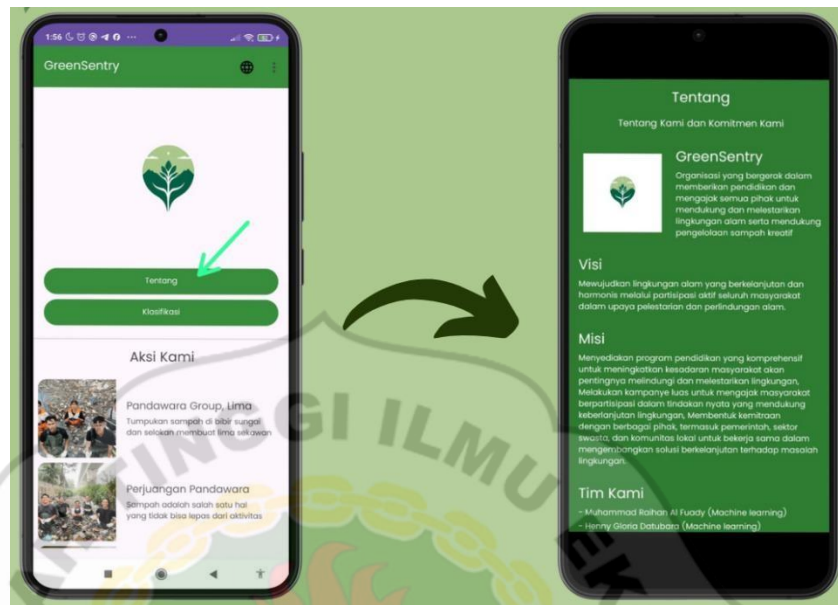 1:56
GreenSentry
Tentang
Klasifikasi
Aksi Kami
Pandawara Group, Lima
Tumpukan sampah di bibir sungai
dan selokan membuat lima sekawan
Perjuangan Pandawara
Sampah adalah salah satu hal
yang tidak bisa lepas dari aktivitas
Tentang
Tentang Kami dan Komitmen Kami
GreenSentry
Organisasi yang bergerak dalam
memberikan pendidikan dan
mengajak semua pihak untuk
mendukung dan melestarikan
lingkungan alam serta mendukung
pengelolaan sampah kreatif
Visi
Mewujudkan lingkungan alam yang berkelanjutan dan
harmonis melalui partisipasi aktif seluruh masyarakat
dalam upaya pelestarian dan perlindungan alam.
Misi
Menyediakan program pendidikan yang komprehensif
untuk meningkatkan kesadaran masyarakat akan
pentingnya melindungi dan melestarikan lingkungan,
Melakukan kampanye luas untuk mengajak masyarakat
berpartisipasi dalam tindakan nyata yang mendukung
keberlanjutan lingkungan, Membentuk kemitraan
dengan berbagai pihak, termasuk pemerintah, sektor
swasta, dan komunitas lokal untuk bekerja sama dalam
mengembangkan solusi berkelanjutan terhadap masalah
lingkungan.
Tim Kami
- Muhammad Raihan Al Fuady (Machine learning)
- Henny Gloria Datubara (Machine learning)
TINGGI ILMU